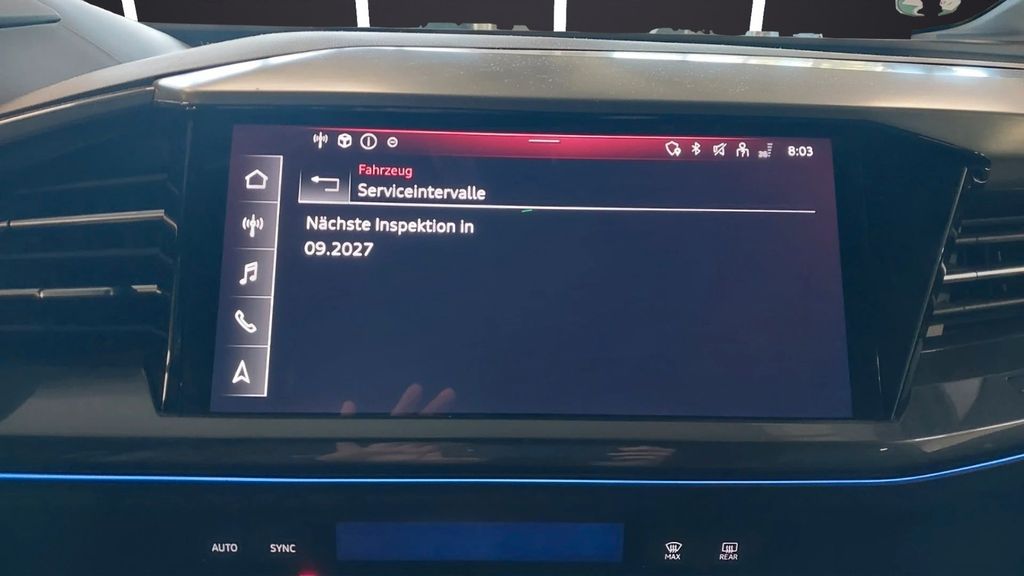 8:03
Fahrzeug
Serviceintervalle
Nächste Inspektion in
09.2027
AUTO
SYNC
MAX
REAR